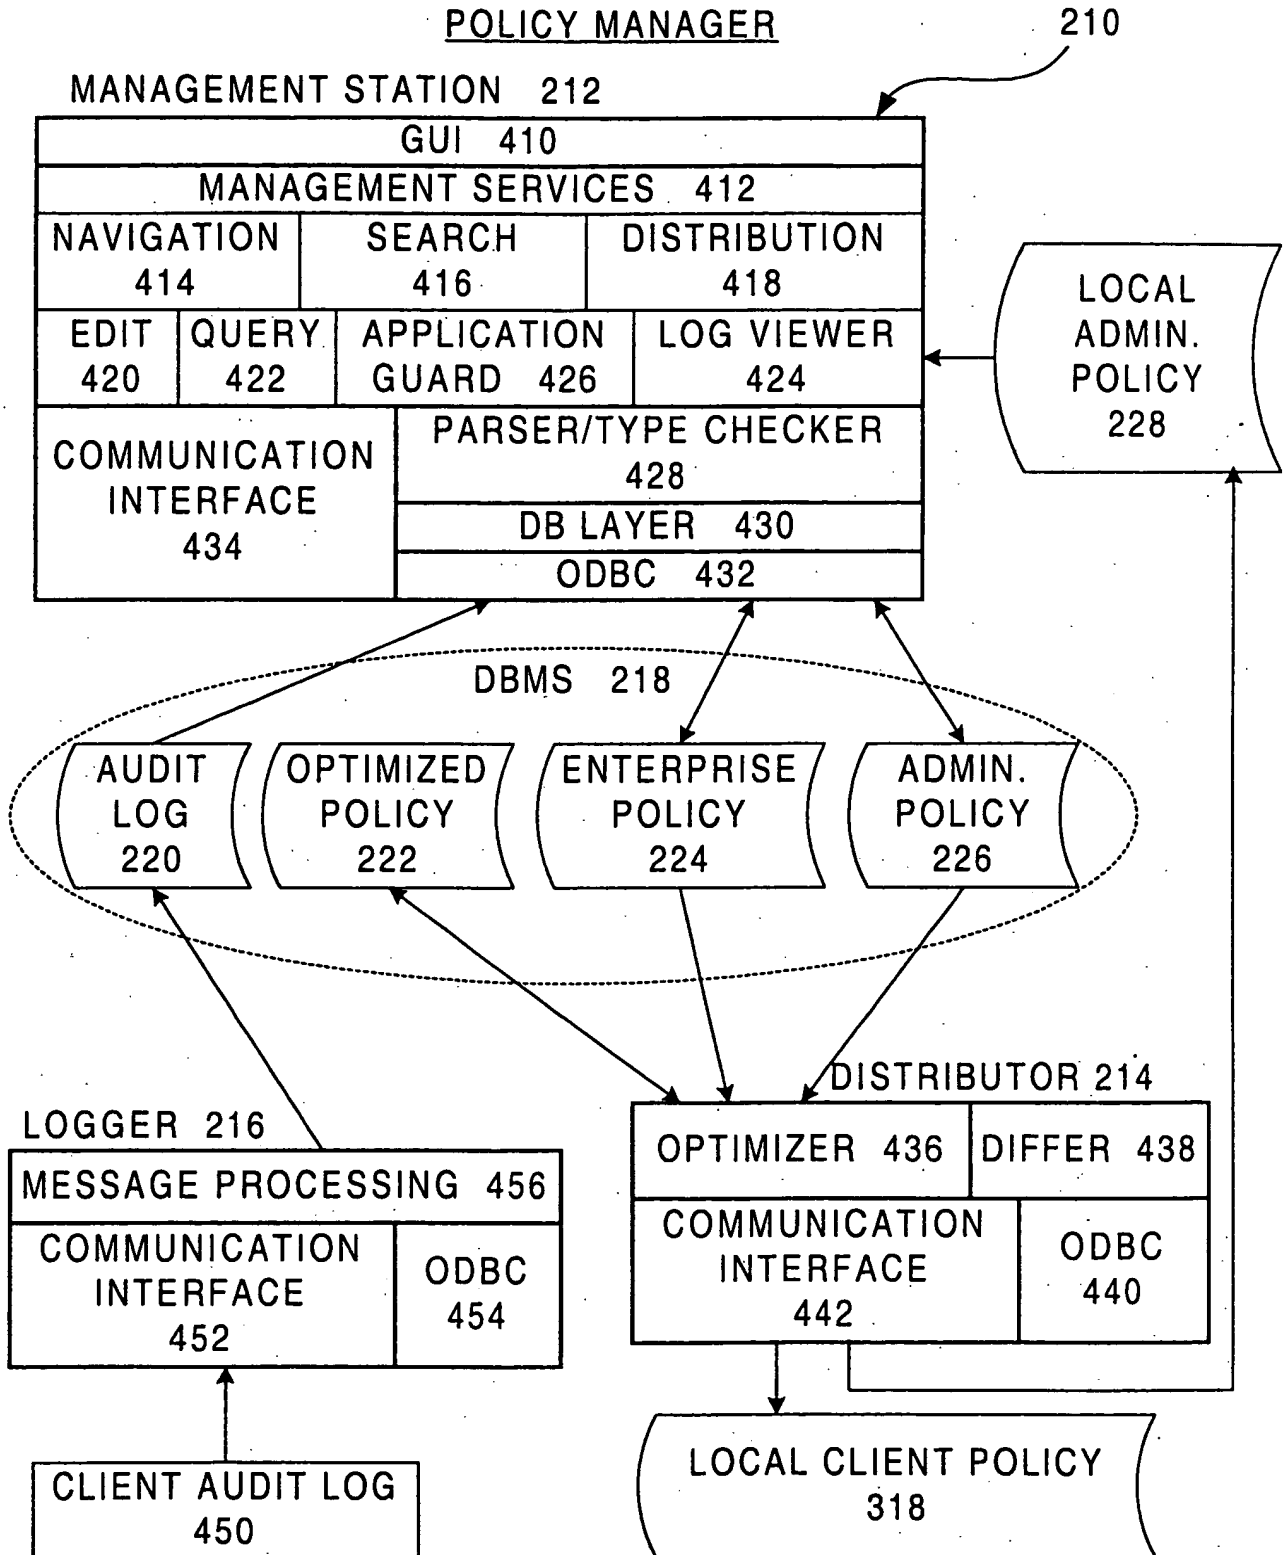 POLICY MANAGER
210
MANAGEMENT STATION 212
GUI 410
MANAGEMENT SERVICES 412
NAVIGATION
414
SEARCH
416
DISTRIBUTION
418
EDIT
420
QUERY
422
APPLICATION
GUARD 426
LOG VIEWER
424
LOCAL
ADMIN.
POLICY
228
COMMUNICATION
INTERFACE
434
PARSER/TYPE CHECKER
428
DB LAYER 430
ODBC 432
DBMS 218
AUDIT
LOG
220
OPTIMIZED
POLICY
222
ENTERPRISE
POLICY
224
ADMIN.
POLICY
226
LOGGER 216
MESSAGE PROCESSING 456
COMMUNICATION
INTERFACE
452
ODBC
454
DISTRIBUTOR 214
OPTIMIZER 436
DIFFER 438
COMMUNICATION
INTERFACE
442
ODBC
440
CLIENT AUDIT LOG
450
LOCAL CLIENT POLICY
318